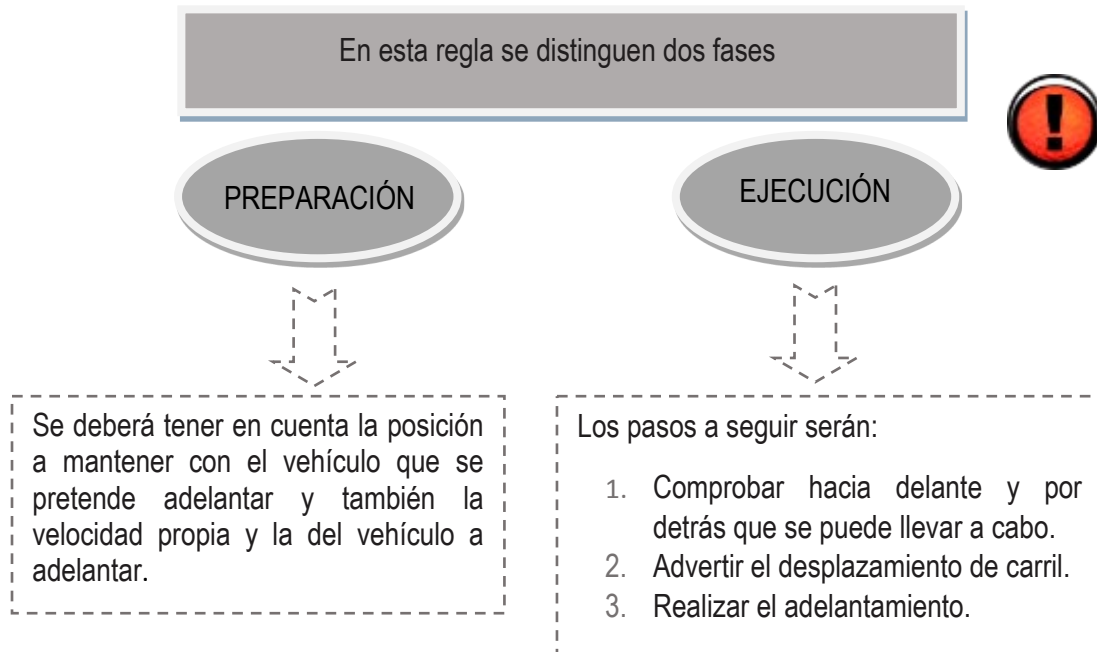 En esta regla se distinguen dos fases
!
PREPARACIÓN
EJECUCIÓN
Se deberá tener en cuenta la posición
a mantener con el vehículo que se
pretende adelantar y también la
velocidad propia y la del vehículo a
adelantar.
Los pasos a seguir serán:
1. Comprobar hacia delante y por
detrás que se puede llevar a cabo.
2. Advertir el desplazamiento de carril.
3. Realizar el adelantamiento.